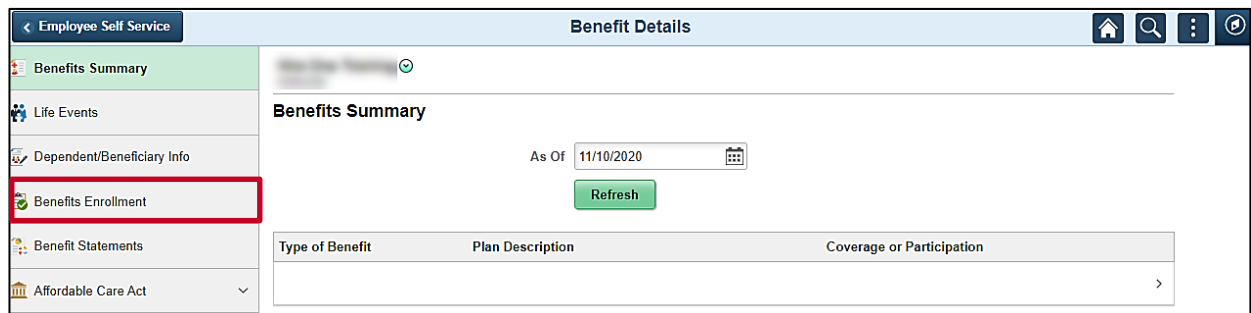 Employee Self Service
Benefit Details
Benefits Summary
Life Events
Dependent/Beneficiary Info
Benefits Enrollment
Benefit Statements
Affordable Care Act
Benefits Summary
As Of 11/10/2020
Refresh
Type of Benefit Plan Description Coverage or Participation